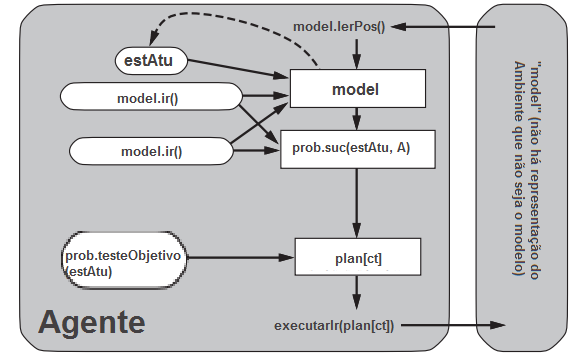 model.lerPos()
estAtu
model
model.ir()
model.ir()
prob.suc(estAtu, A)
prob.testeObjetivo
(estAtu)
plan[ct]
Agente
executarIr(plan[ct])
"model" (não há representação do
Ambiente que não seja o modelo)